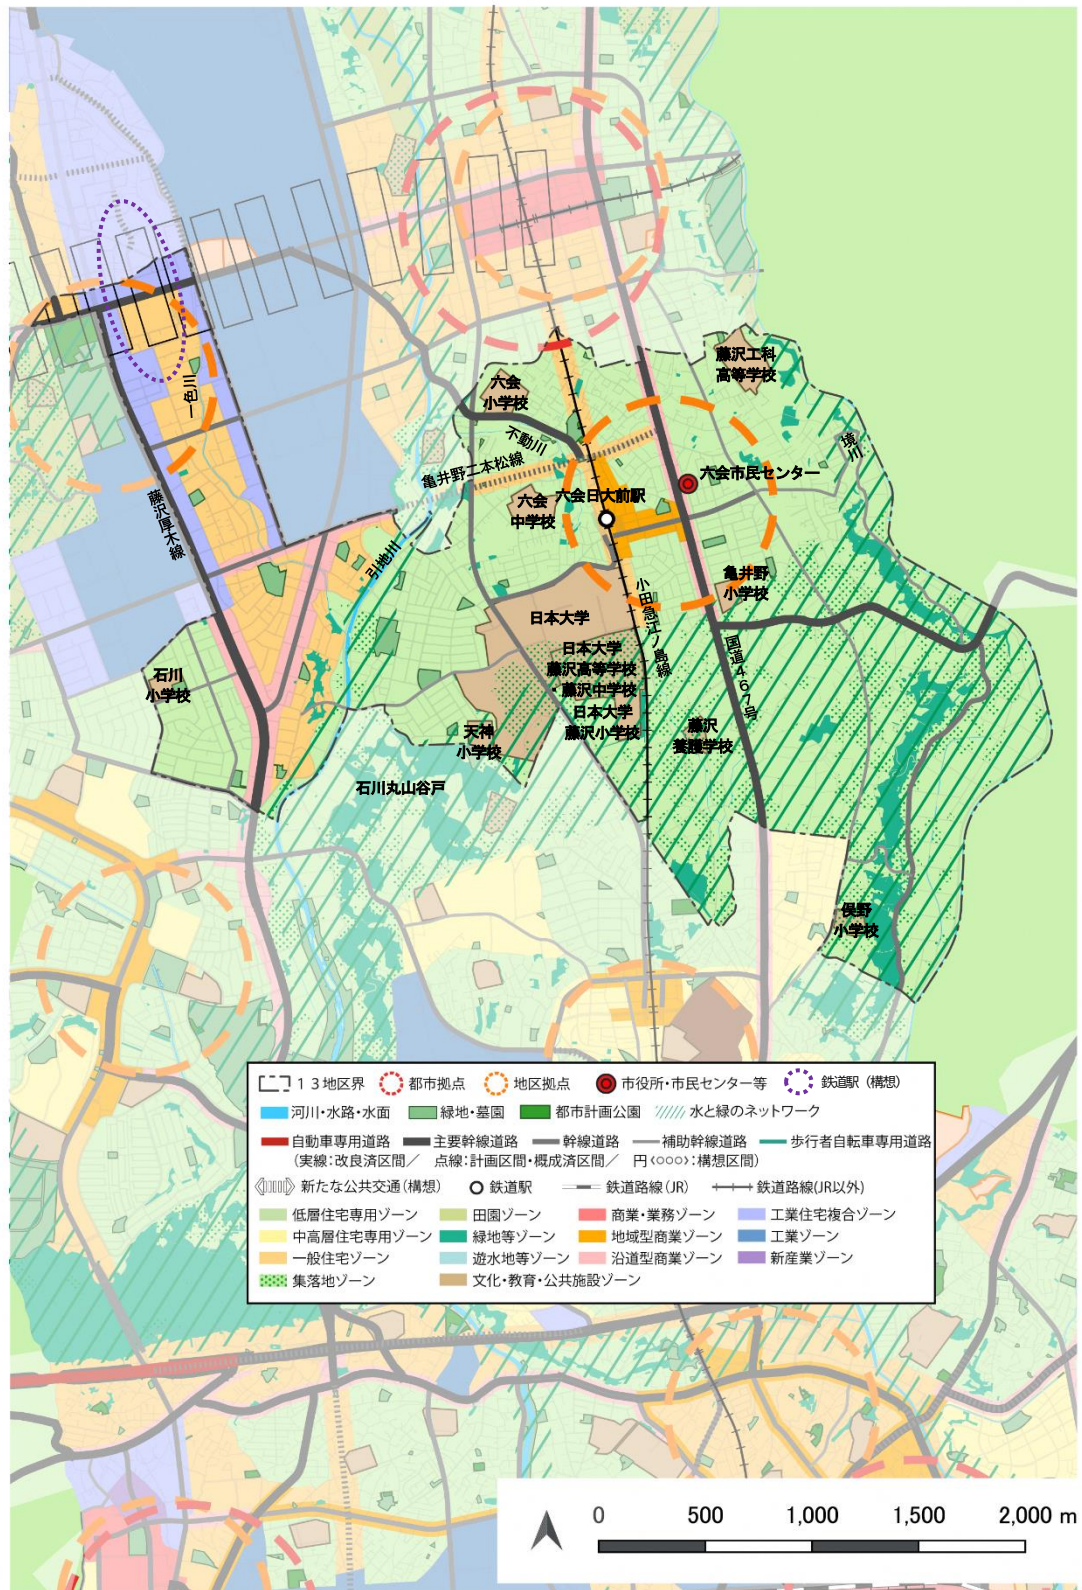 藤沢工科
高等学校
六会
小学校
一色川
不動川
境川
亀井野二本松線
六会市民センター
六会日大前駅
六会
中学校
藤沢厚木線
引地川
亀井野
小学校
小田急江ノ島線
日本大学
国道467号
日本大学
藤沢高等学校
・
藤沢中学校
石川
小学校
日本大学
藤沢小学校
藤沢
養護学校
天神
小学校
石川丸山谷戸
俣野
小学校
13地区界 都市拠点 地区拠点 市役所・市民センター等 鉄道駅（構想）
河川・水路・水面 緑地・墓園 都市計画公園 水と緑のネットワーク
自動車専用道路 主要幹線道路 幹線道路 補助幹線道路 歩行者自転車専用道路
（実線：改良済区間／ 点線：計画区間・概成済区間／ 円〈○○○〉：構想区間）
新たな公共交通（構想） 鉄道駅 鉄道路線（JR） 鉄道路線（JR以外）
低層住宅専用ゾーン 田園ゾーン 商業・業務ゾーン 工業住宅複合ゾーン
中高層住宅専用ゾーン 緑地等ゾーン 地域型商業ゾーン 工業ゾーン
一般住宅ゾーン 遊水地等ゾーン 沿道型商業ゾーン 新産業ゾーン
集落地ゾーン 文化・教育・公共施設ゾーン
0 500 1,000 1,500 2,000 m